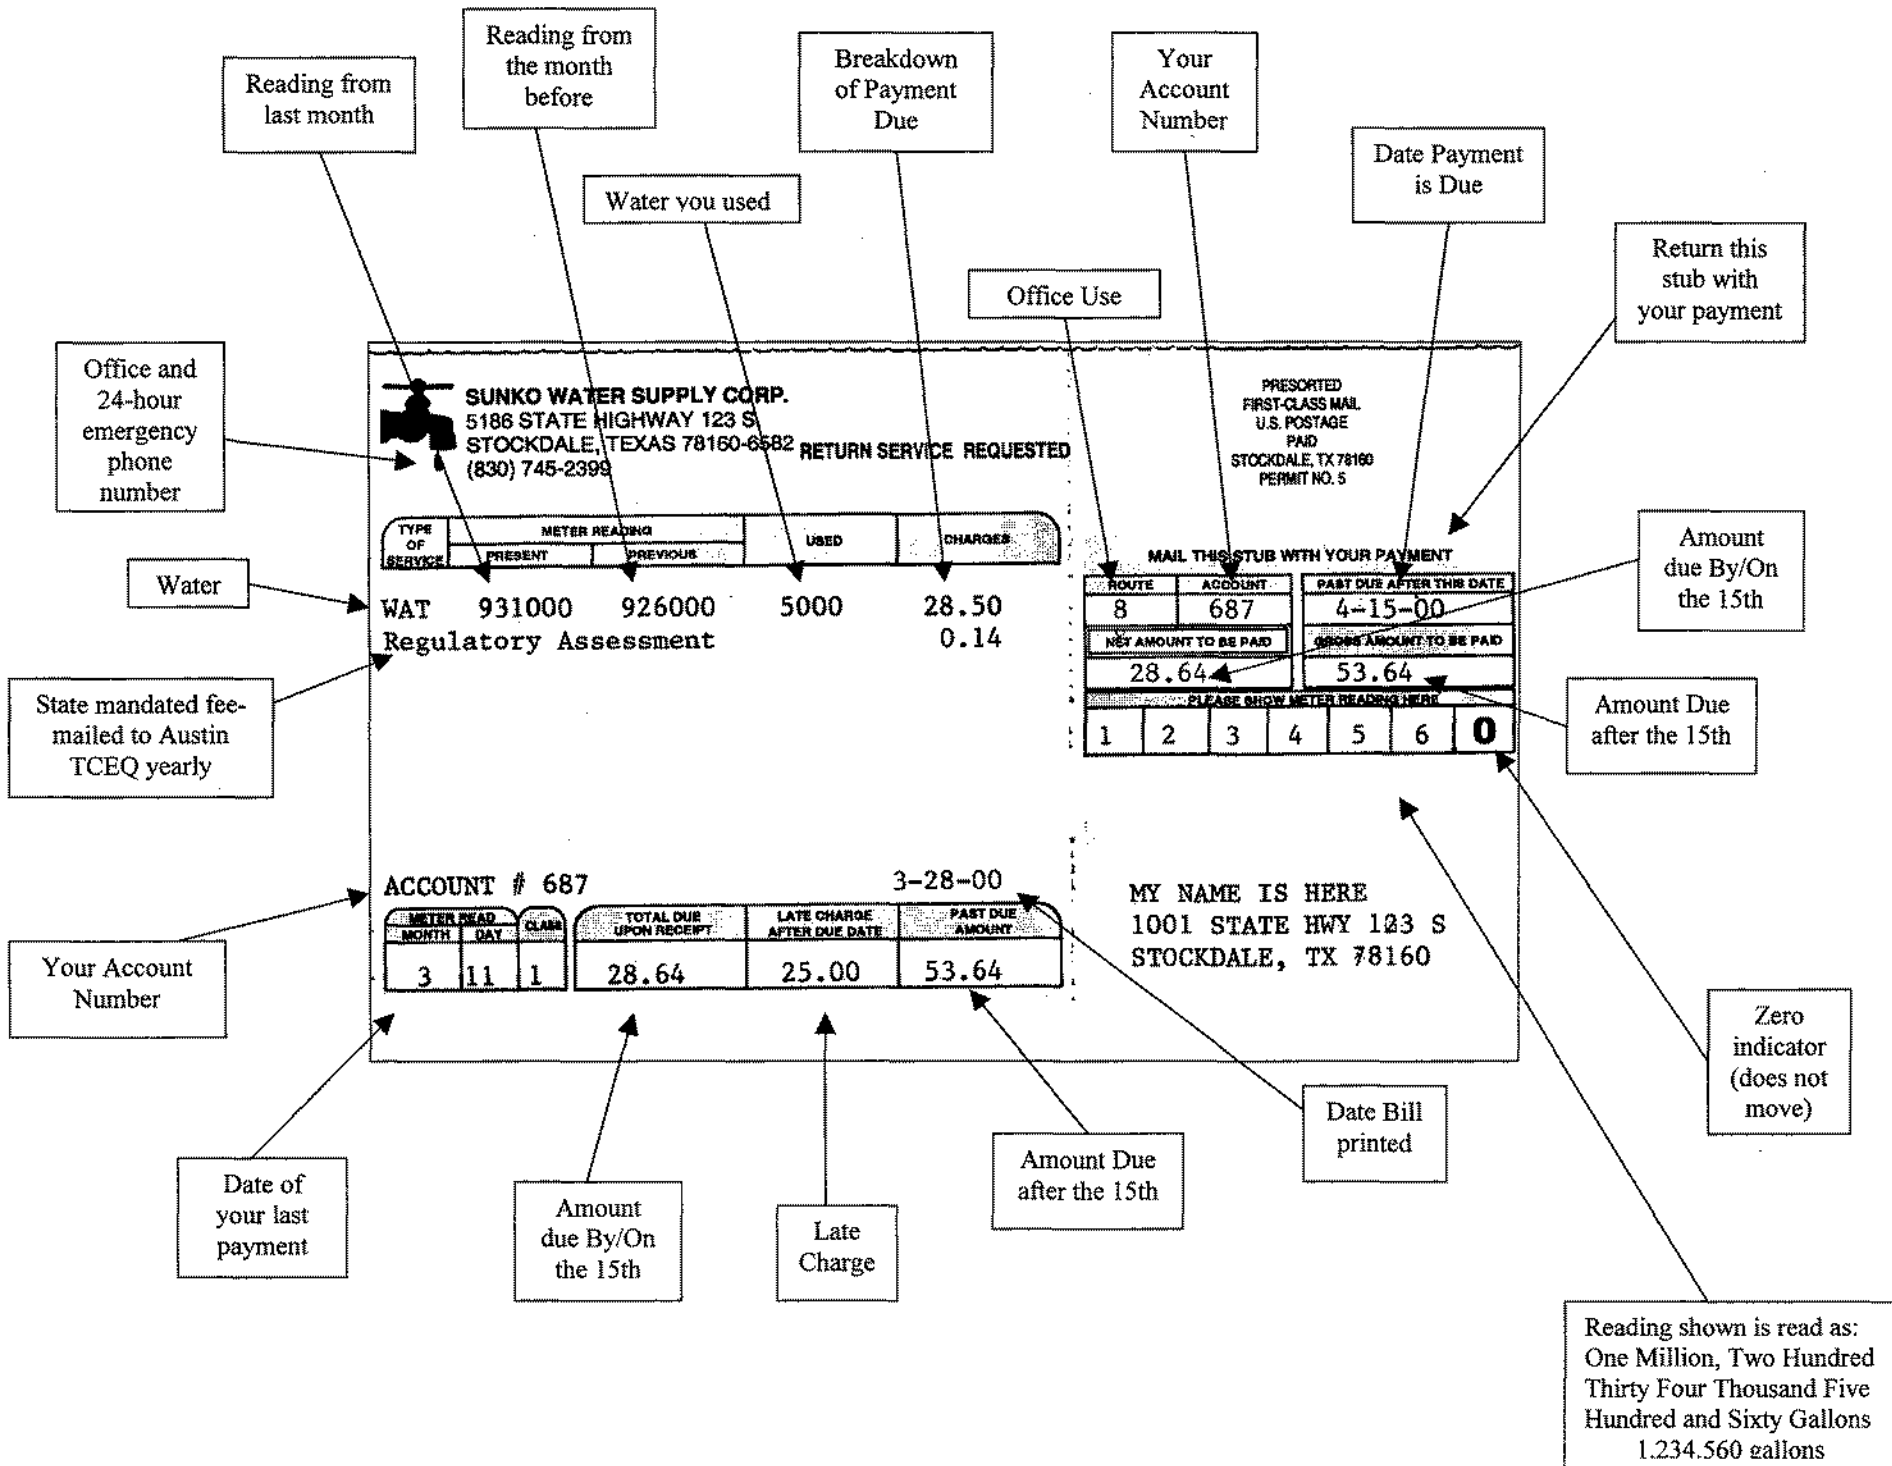 Reading from
last month
Reading from
the month
before
Breakdown
of Payment
Due
Your
Account
Number
Date Payment
is Due
Water you used
Office Use
Return this
stub with
your payment
Office and
24-hour
emergency
phone
number
SUNKO WATER SUPPLY CORP.
5186 STATE HIGHWAY 123 S
STOCKDALE, TEXAS 78160-6582
(830) 745-2399
RETURN SERVICE REQUESTED
PRESORTED
FIRST-CLASS MAIL
U.S. POSTAGE
PAID
STOCKDALE, TX 78160
PERMIT NO. 5
TYPE
OF
SERVICE
METER READING
PRESENT PREVIOUS
USED
CHARGES
Water
WAT 931000 926000 5000 28.50
Regulatory Assessment 0.14
MAIL THIS STUB WITH YOUR PAYMENT
ROUTE ACCOUNT PAST DUE AFTER THIS DATE
8 687 4-15-00
NET AMOUNT TO BE PAID GROSS AMOUNT TO BE PAID
28.64 53.64
PLEASE SHOW METER READING HERE
1 2 3 4 5 6 0
Amount
due By/On
the 15th
Amount Due
after the 15th
State mandated fee-
mailed to Austin
TCEQ yearly
ACCOUNT # 687 3-28-00
METER READ
MONTH DAY
CLASS
TOTAL DUE
UPON RECEIPT
LATE CHARGE
AFTER DUE DATE
PAST DUE
AMOUNT
3 11 1 28.64 25.00 53.64
MY NAME IS HERE
1001 STATE HWY 123 S
STOCKDALE, TX 78160
Your Account
Number
Zero
indicator
(does not
move)
Date Bill
printed
Date of
your last
payment
Amount
due By/On
the 15th
Late
Charge
Amount Due
after the 15th
Reading shown is read as:
One Million, Two Hundred
Thirty Four Thousand Five
Hundred and Sixty Gallons
1,234,560 gallons